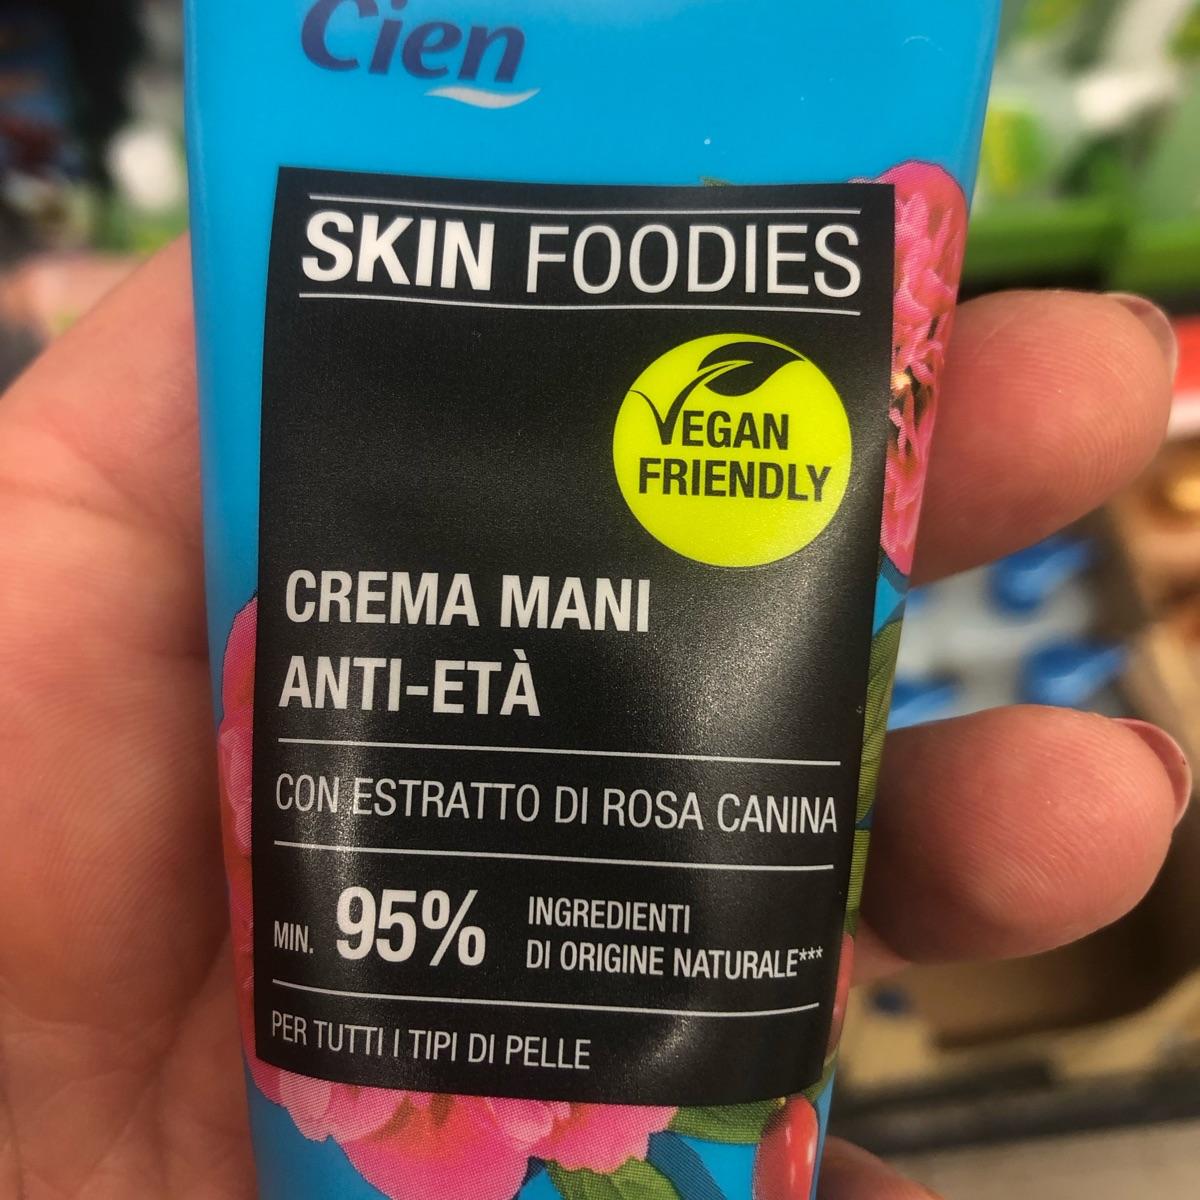 Cien
SKIN FOODIES
VEGAN
FRIENDLY
CREMA MANI
ANTI-ETÀ
CON ESTRATTO DI ROSA CANINA
MIN. 95% INGREDIENTI
DI ORIGINE NATURALE***
PER TUTTI I TIPI DI PELLE